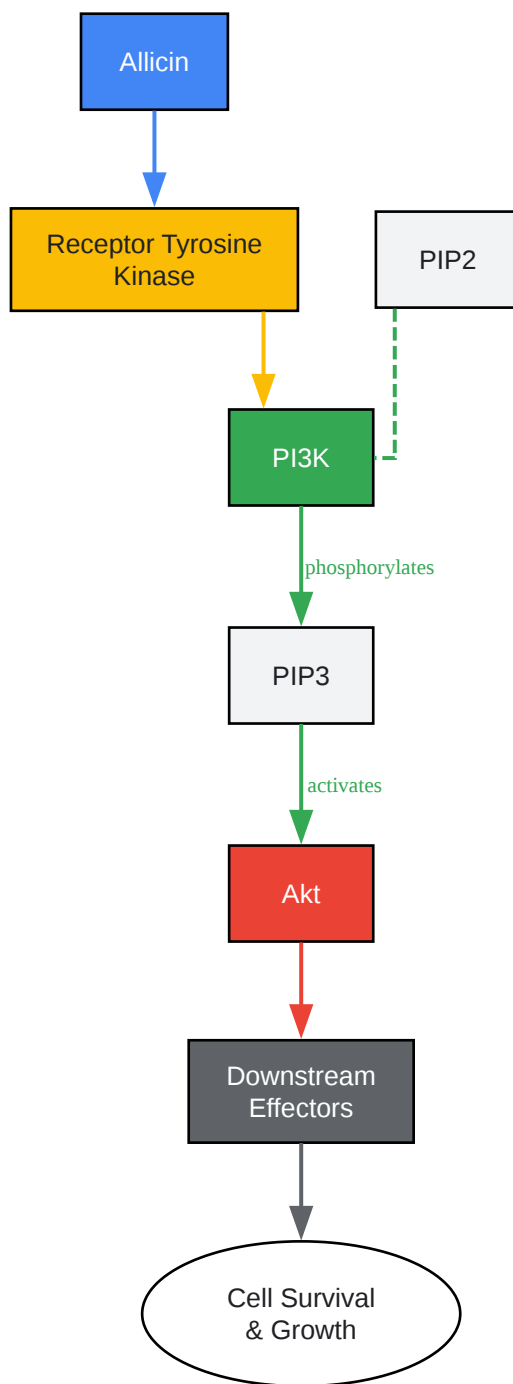 Allicin
Receptor Tyrosine
Kinase
PIP2
PI3K
phosphorylates
PIP3
activates
Akt
Downstream
Effectors
Cell Survival
& Growth